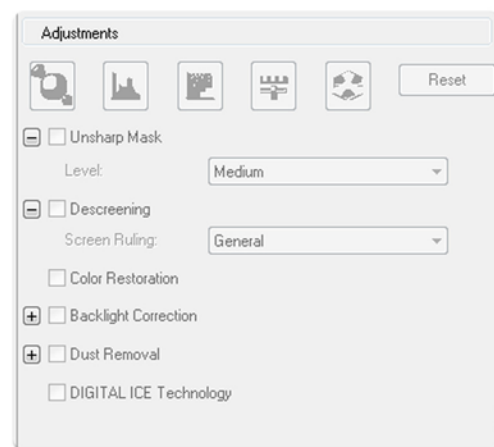 Adjustments
Reset
Unsharp Mask
Level: Medium
Descreening
Screen Ruling: General
Color Restoration
Backlight Correction
Dust Removal
DIGITAL ICE Technology